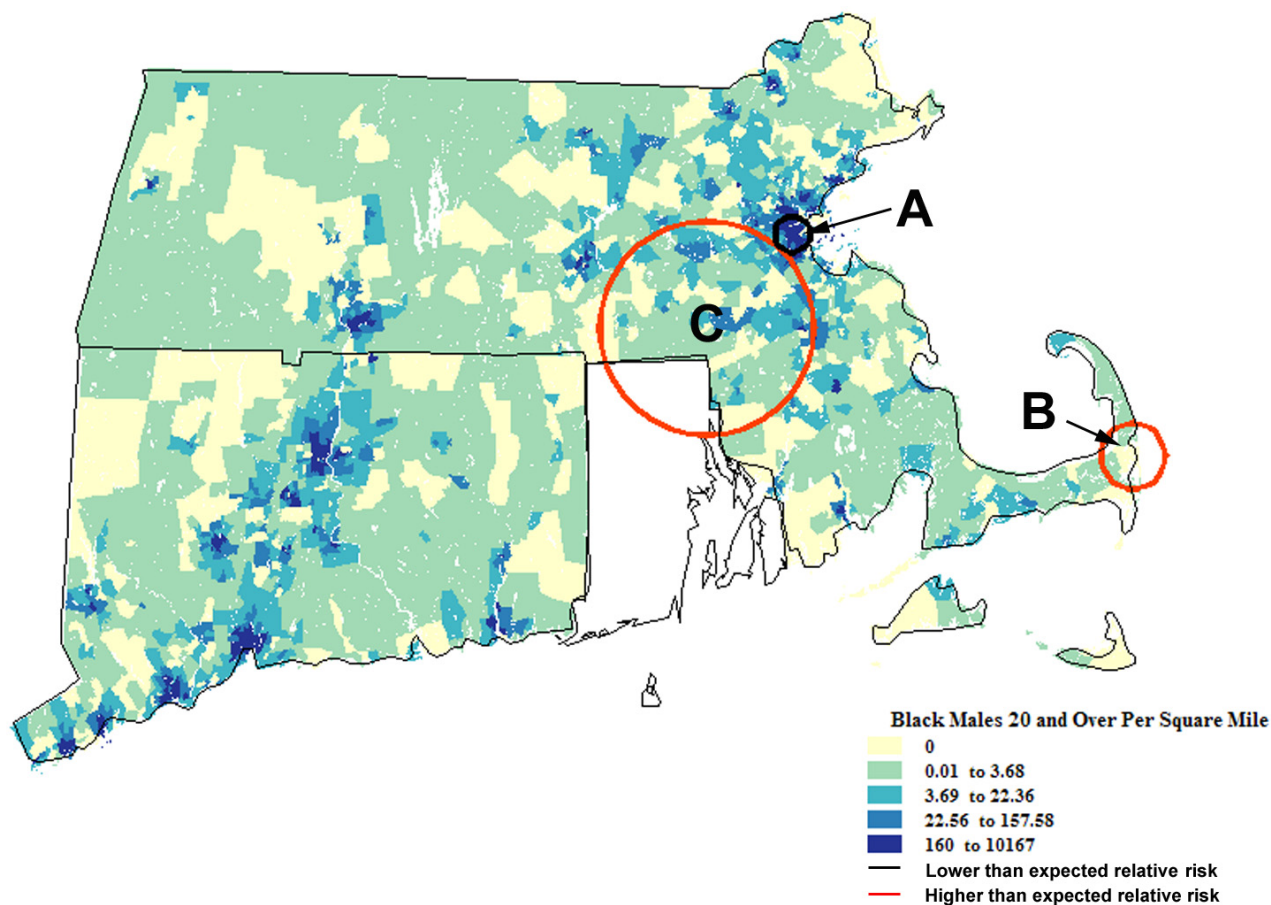 A
C
B
Black Males 20 and Over Per Square Mile
0
0.01 to 3.68
3.69 to 22.36
22.56 to 157.58
160 to 10167
Lower than expected relative risk
Higher than expected relative risk